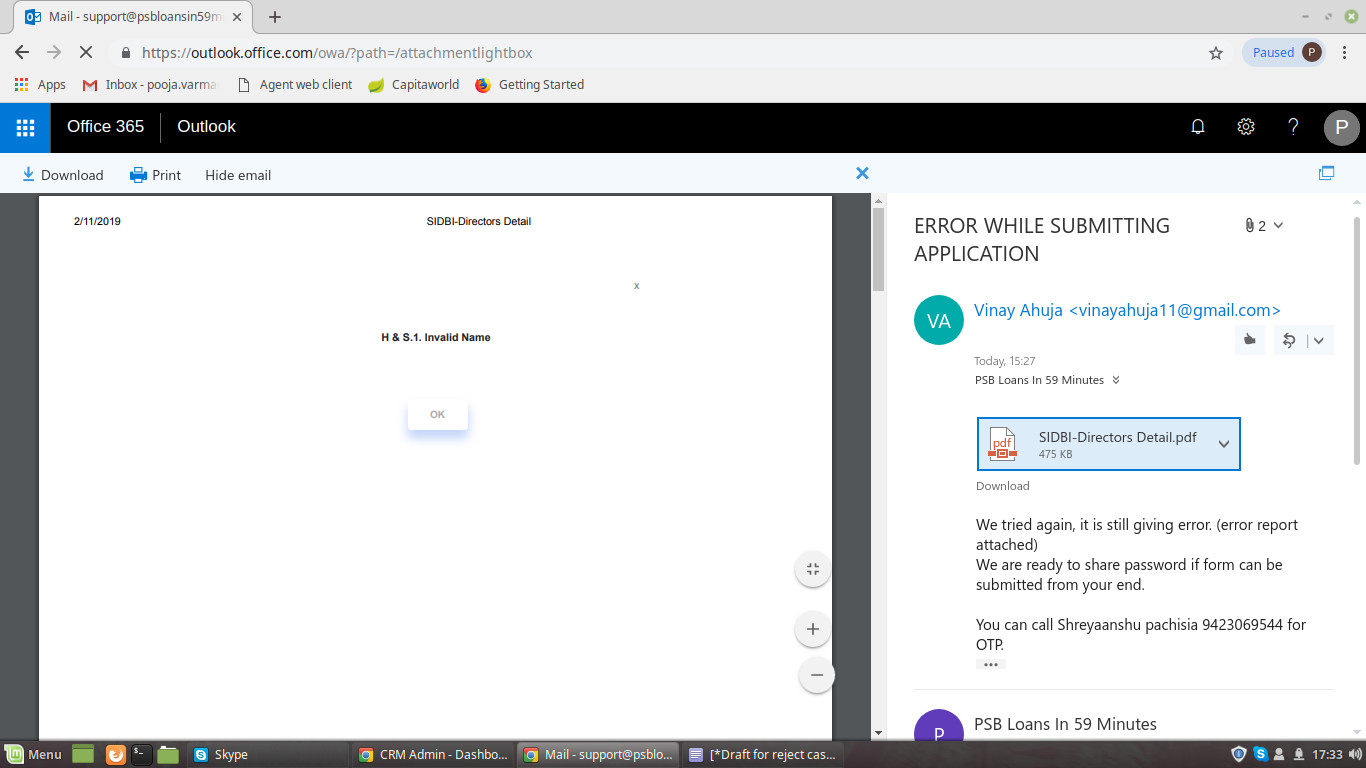 Mail - support@psbloansin59m
https://outlook.office.com/owa/?path=/attachmentlightbox
Paused P
Apps Inbox - pooja.varma Agent web client Capitaworld Getting Started
Office 365 Outlook ? P
Download Print Hide email
2/11/2019 SIDBI-Directors Detail
x
H & S.1. Invalid Name
OK
ERROR WHILE SUBMITTING
APPLICATION
2
VA
Vinay Ahuja <vinayahuja11@gmail.com>
Today, 15:27
PSB Loans In 59 Minutes
pdf
SIDBI-Directors Detail.pdf
475 KB
Download
We tried again, it is still giving error. (error report
attached)
We are ready to share password if form can be
submitted from your end.
You can call Shreyaanshu pachisia 9423069544 for
OTP.
P
PSB Loans In 59 Minutes
Menu Skype CRM Admin - Dashbo... Mail - support@psblo... [*Draft for reject cas... 17:33